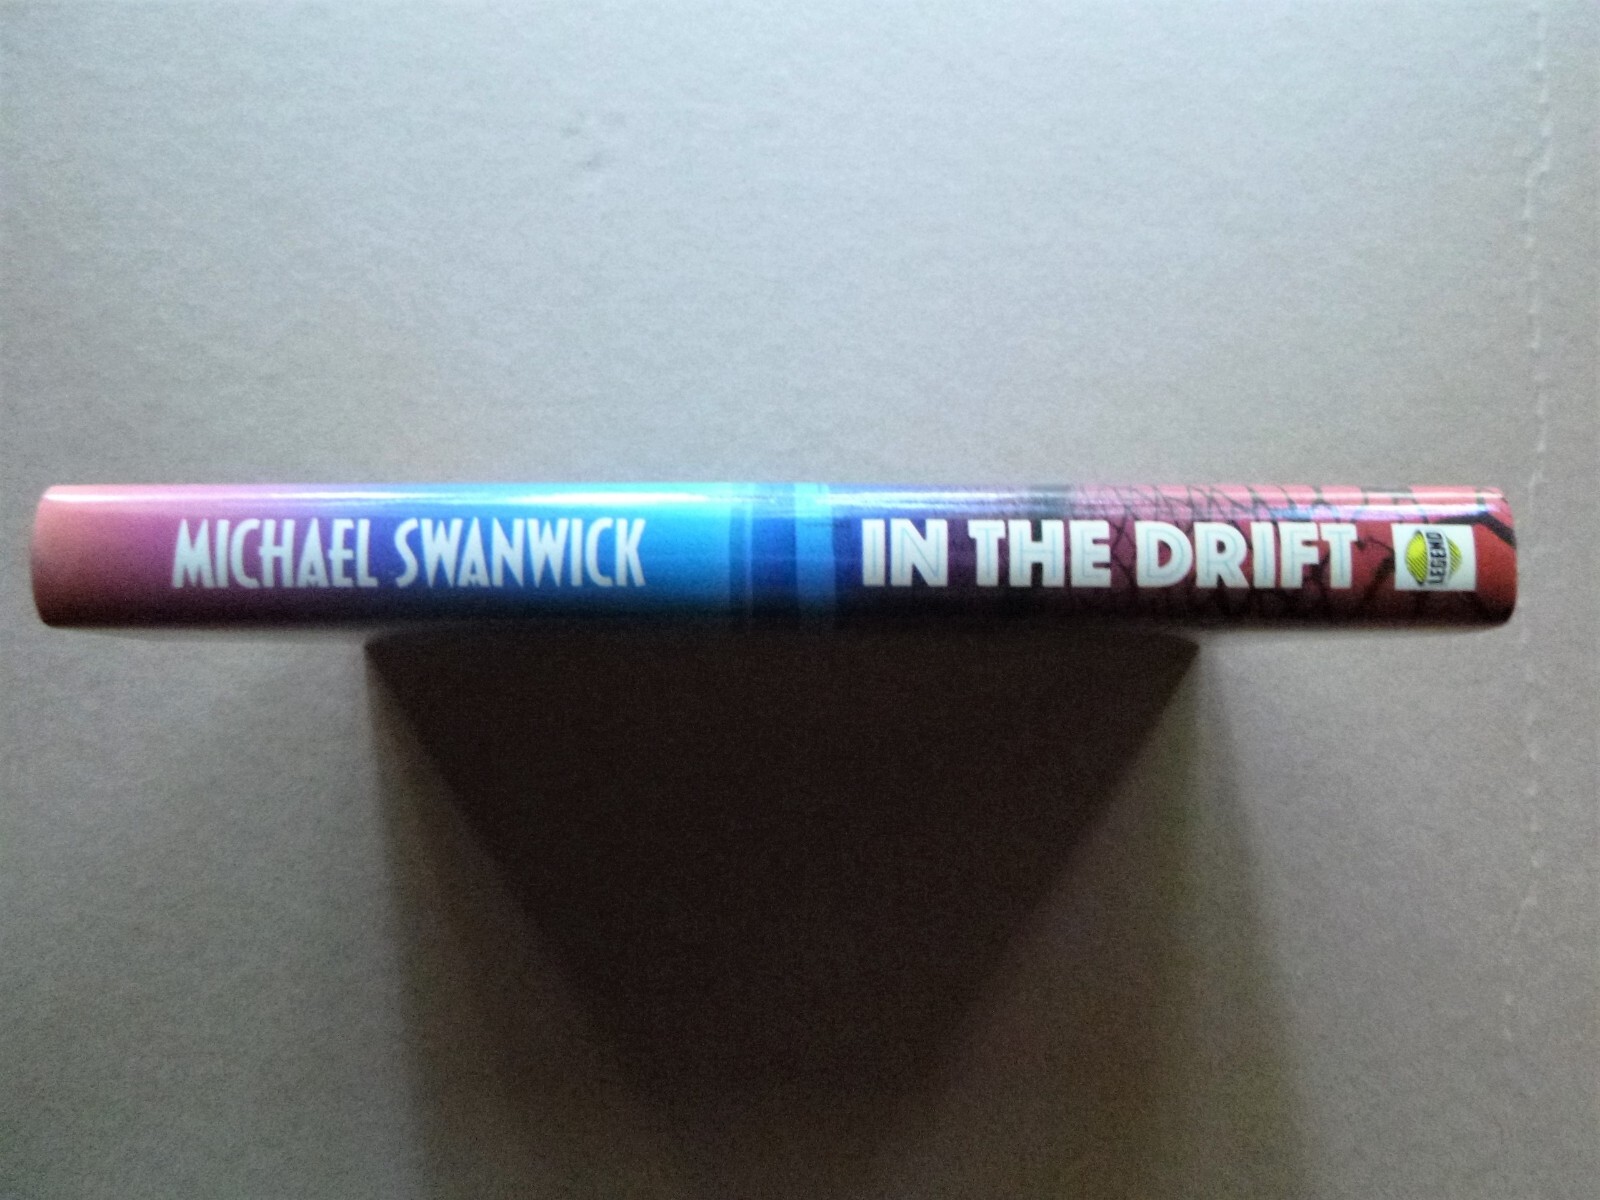 MICHAEL SWANWICK
IN THE DRIFT
LEGEND